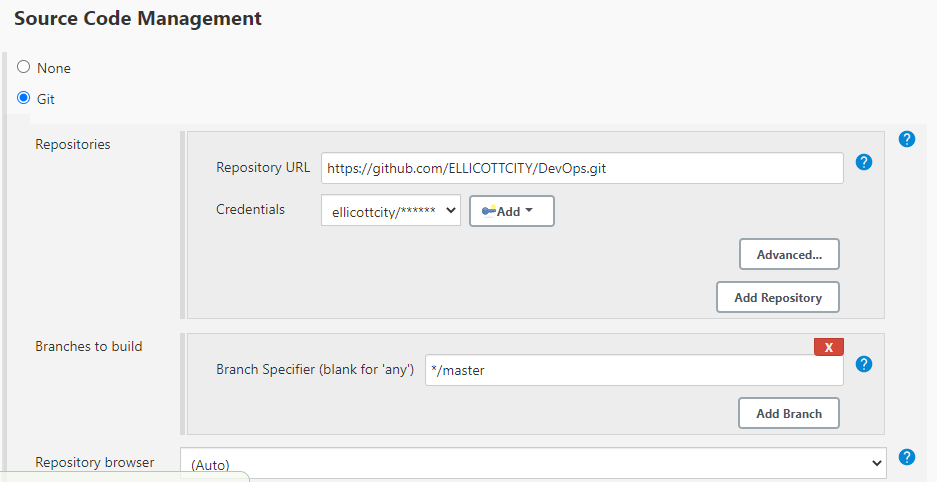 Source Code Management
None
Git
Repositories
?
Repository URL https://github.com/ELLICOTTCITY/DevOps.git ?
Credentials ellicottcity/****** Add
Advanced...
Add Repository
Branches to build
X
Branch Specifier (blank for 'any') */master ?
Add Branch
Repository browser (Auto) ?